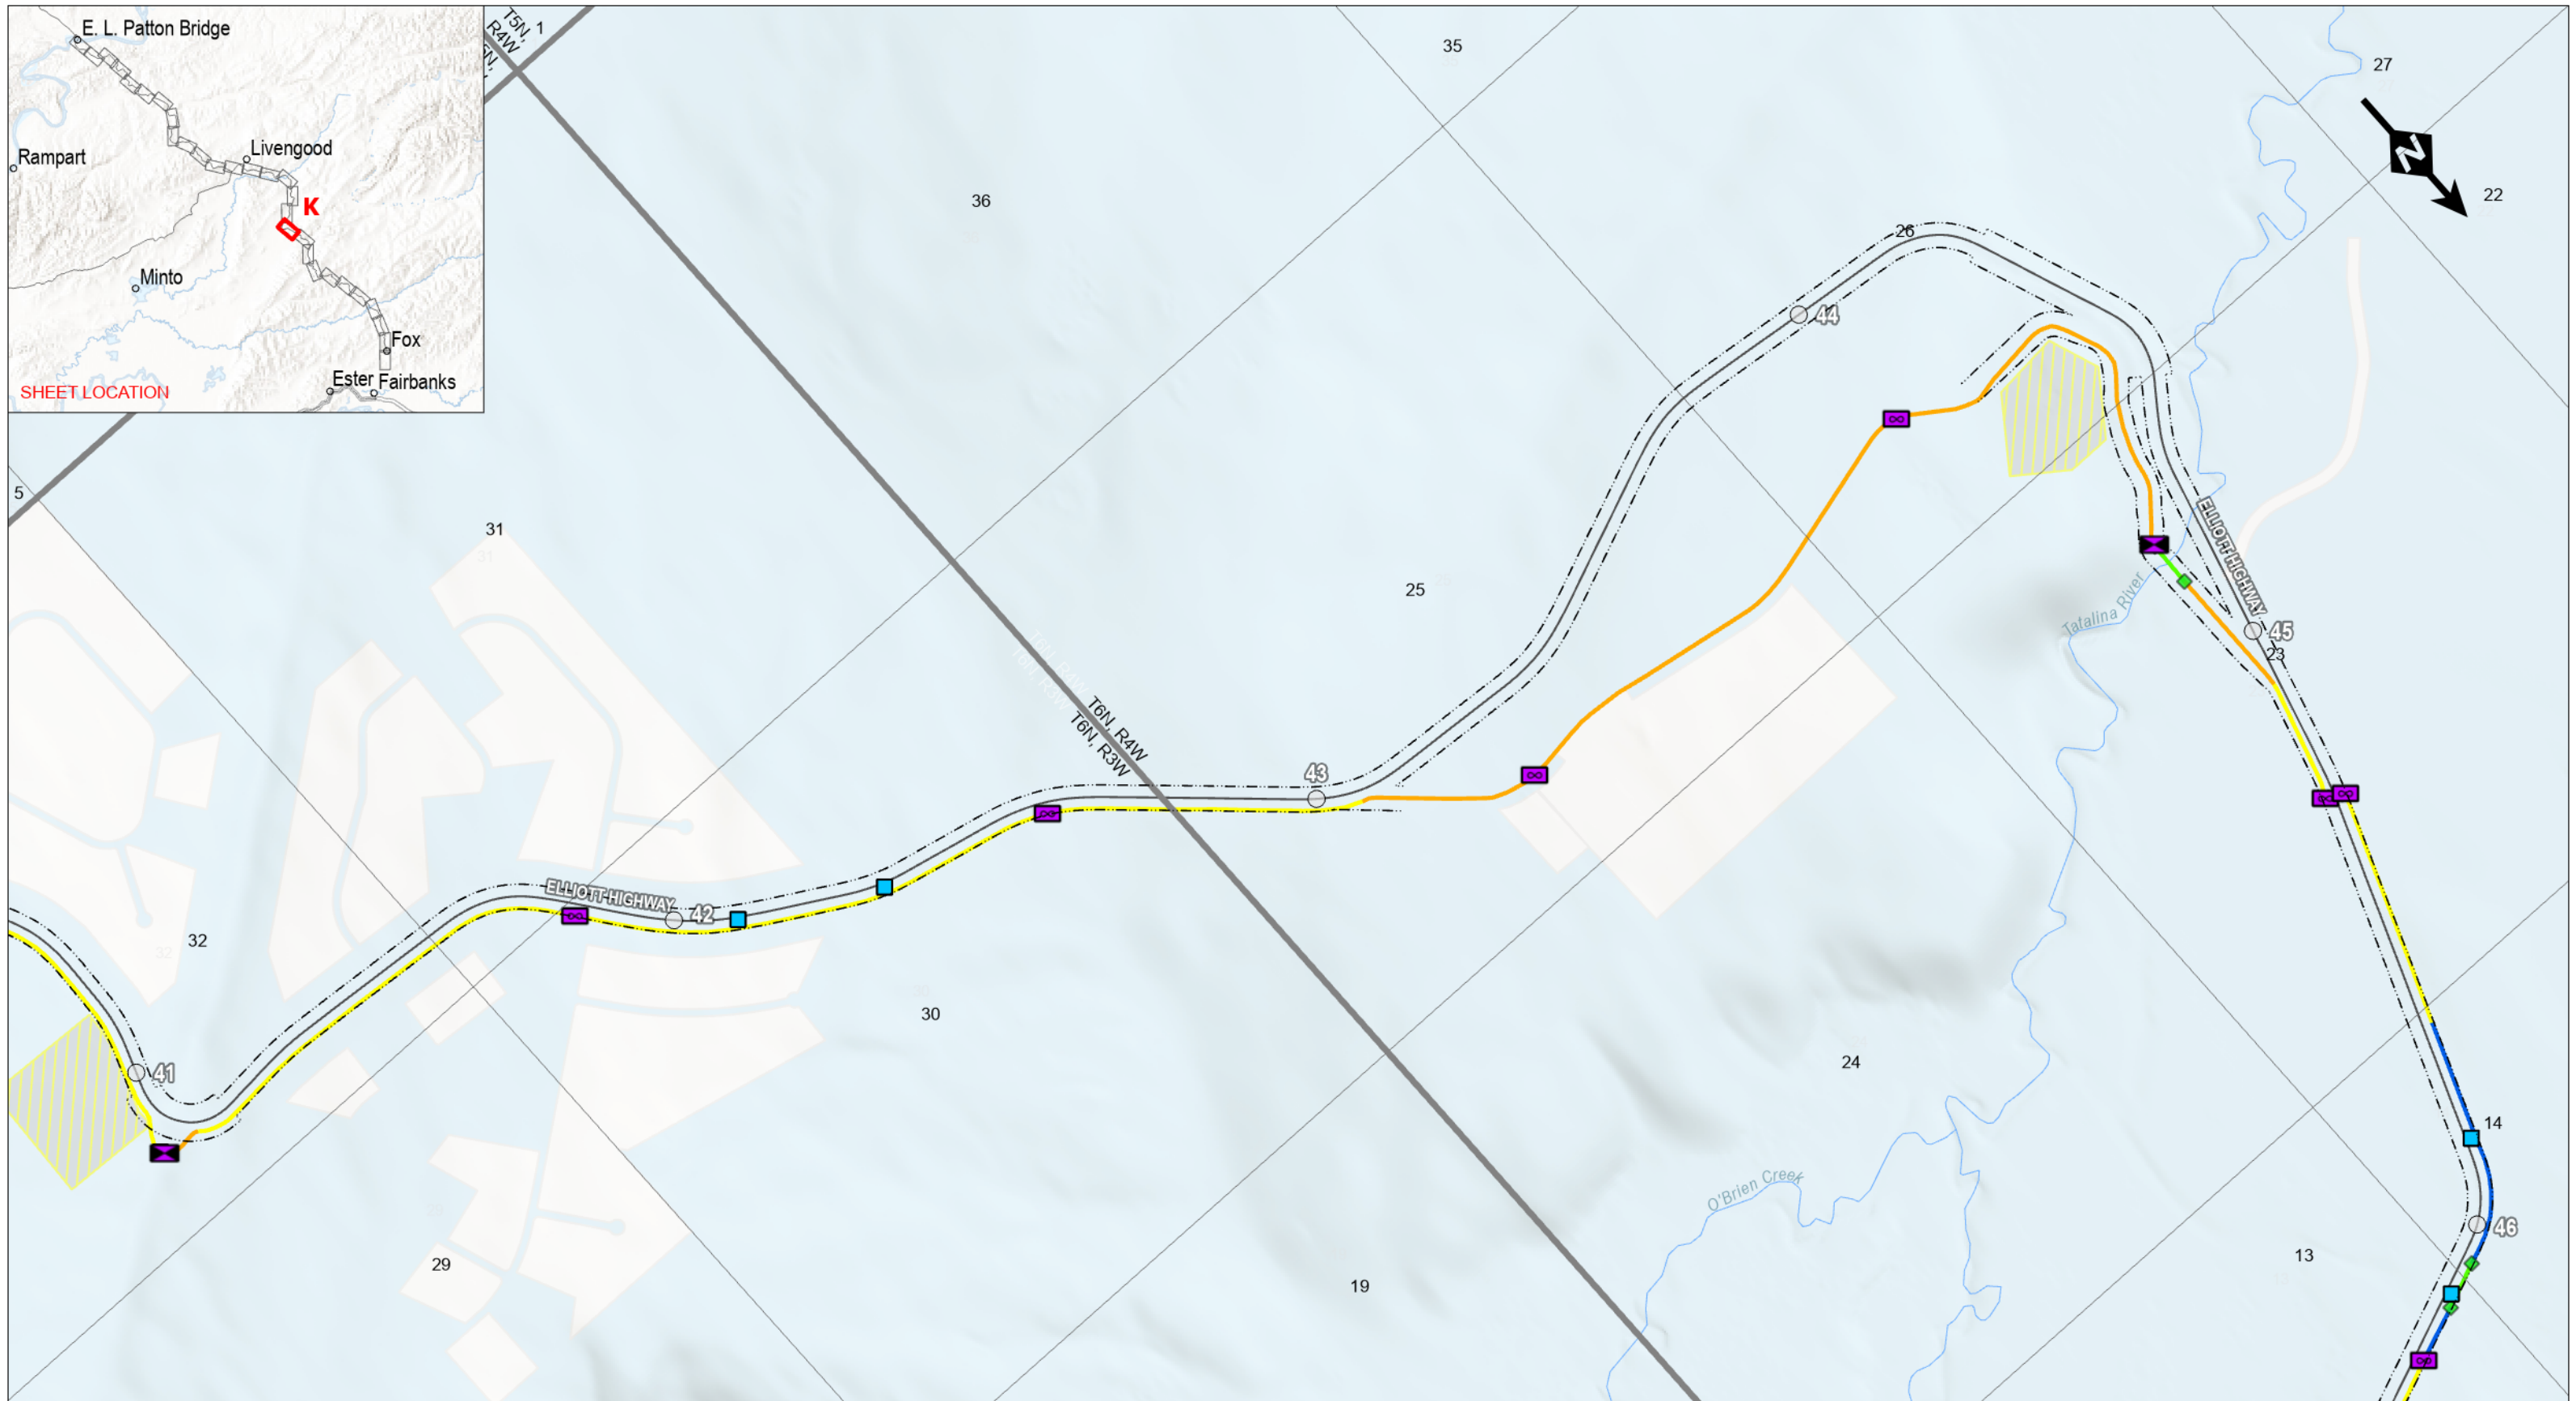 E. L. Patton Bridge
Rampart
Livengood
K
Minto
Fox
Ester
Fairbanks
SHEET LOCATION
T5N,
R4W
1
35
27
N
22
36
26
44
5
31
25
ELLIOTT HIGHWAY
Tatalina River
45
23
T6N, R4W
T6N, R3W
43
ELLIOTT HIGHWAY
42
32
30
41
24
14
O'Brien Creek
46
13
29
19